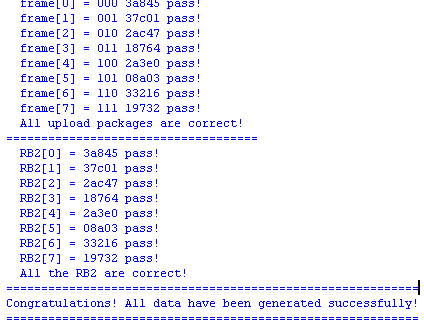 frame[0] = 000 3a845 pass!
frame[1] = 001 37c01 pass!
frame[2] = 010 2ac47 pass!
frame[3] = 011 18764 pass!
frame[4] = 100 2a3e0 pass!
frame[5] = 101 08a03 pass!
frame[6] = 110 33216 pass!
frame[7] = 111 19732 pass!
All upload packages are correct!
====================================
RB2[0] = 3a845 pass!
RB2[1] = 37c01 pass!
RB2[2] = 2ac47 pass!
RB2[3] = 18764 pass!
RB2[4] = 2a3e0 pass!
RB2[5] = 08a03 pass!
RB2[6] = 33216 pass!
RB2[7] = 19732 pass!
All the RB2 are correct!
===========================================================
Congratulations! All data have been generated successfully!
===========================================================